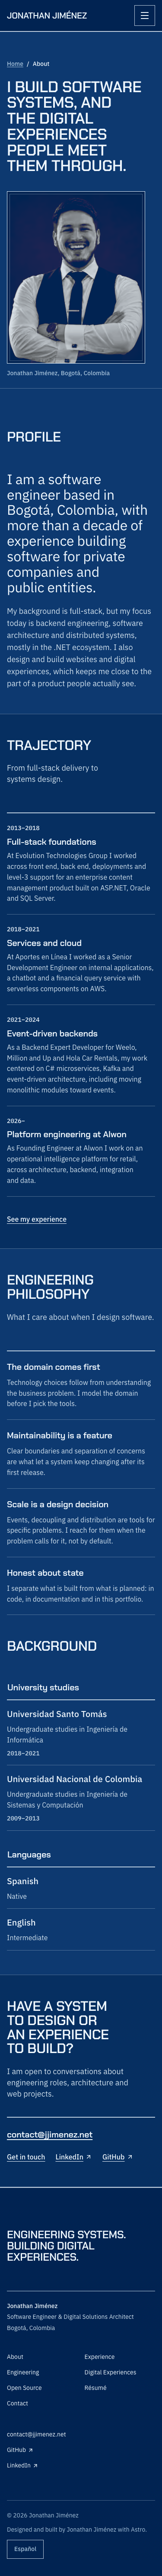 JONATHAN JIMÉNEZ
Home / About
I BUILD SOFTWARE
SYSTEMS, AND
THE DIGITAL
EXPERIENCES
PEOPLE MEET
THEM THROUGH.
Jonathan Jiménez, Bogotá, Colombia
PROFILE
I am a software
engineer based in
Bogotá, Colombia, with
more than a decade of
experience building
software for private
companies and
public entities.
My background is full-stack, but my focus
today is backend engineering, software
architecture and distributed systems,
mostly in the .NET ecosystem. I also
design and build websites and digital
experiences, which keeps me close to the
part of a product people actually see.
TRAJECTORY
From full-stack delivery to
systems design.
2013–2018
Full-stack foundations
At Evolution Technologies Group I worked
across front end, back end, deployments and
level-3 support for an enterprise content
management product built on ASP.NET, Oracle
and SQL Server.
2018–2021
Services and cloud
At Aportes en Línea I worked as a Senior
Development Engineer on internal applications,
a chatbot and a financial query service with
serverless components on AWS.
2021–2024
Event-driven backends
As a Backend Expert Developer for Weelo,
Million and Up and Hola Car Rentals, my work
centered on C# microservices, Kafka and
event-driven architecture, including moving
monolithic modules toward events.
2026–
Platform engineering at Alwon
As Founding Engineer at Alwon I work on an
operational intelligence platform for retail,
across architecture, backend, integration
and data.
See my experience
ENGINEERING
PHILOSOPHY
What I care about when I design software.
The domain comes first
Technology choices follow from understanding
the business problem. I model the domain
before I pick the tools.
Maintainability is a feature
Clear boundaries and separation of concerns
are what let a system keep changing after its
first release.
Scale is a design decision
Events, decoupling and distribution are tools for
specific problems. I reach for them when the
problem calls for it, not by default.
Honest about state
I separate what is built from what is planned: in
code, in documentation and in this portfolio.
BACKGROUND
University studies
Universidad Santo Tomás
Undergraduate studies in Ingeniería de
Informática
2018–2021
Universidad Nacional de Colombia
Undergraduate studies in Ingeniería de
Sistemas y Computación
2009–2013
Languages
Spanish
Native
English
Intermediate
HAVE A SYSTEM
TO DESIGN OR
AN EXPERIENCE
TO BUILD?
I am open to conversations about
engineering roles, architecture and
web projects.
contact@jjimenez.net
Get in touch LinkedIn ↗ GitHub ↗
ENGINEERING SYSTEMS.
BUILDING DIGITAL
EXPERIENCES.
Jonathan Jiménez
Software Engineer & Digital Solutions Architect
Bogotá, Colombia
About Experience
Engineering Digital Experiences
Open Source Résumé
Contact
contact@jjimenez.net
GitHub ↗
LinkedIn ↗
© 2026 Jonathan Jiménez
Designed and built by Jonathan Jiménez with Astro.
Español